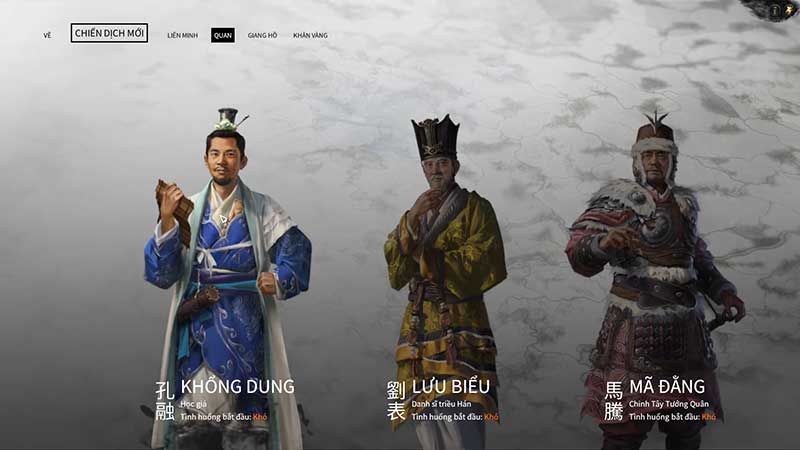 VỀ
CHIẾN DỊCH MỚI
LIÊN MINH
QUAN
GIANG HỒ
KHĂN VÀNG
孔融
KHỔNG DUNG
Học giả
Tình huống bắt đầu: Khó
劉表
LƯU BIỂU
Danh sĩ triều Hán
Tình huống bắt đầu: Khó
馬騰
MÃ ĐẰNG
Chinh Tây Tướng Quân
Tình huống bắt đầu: Khó